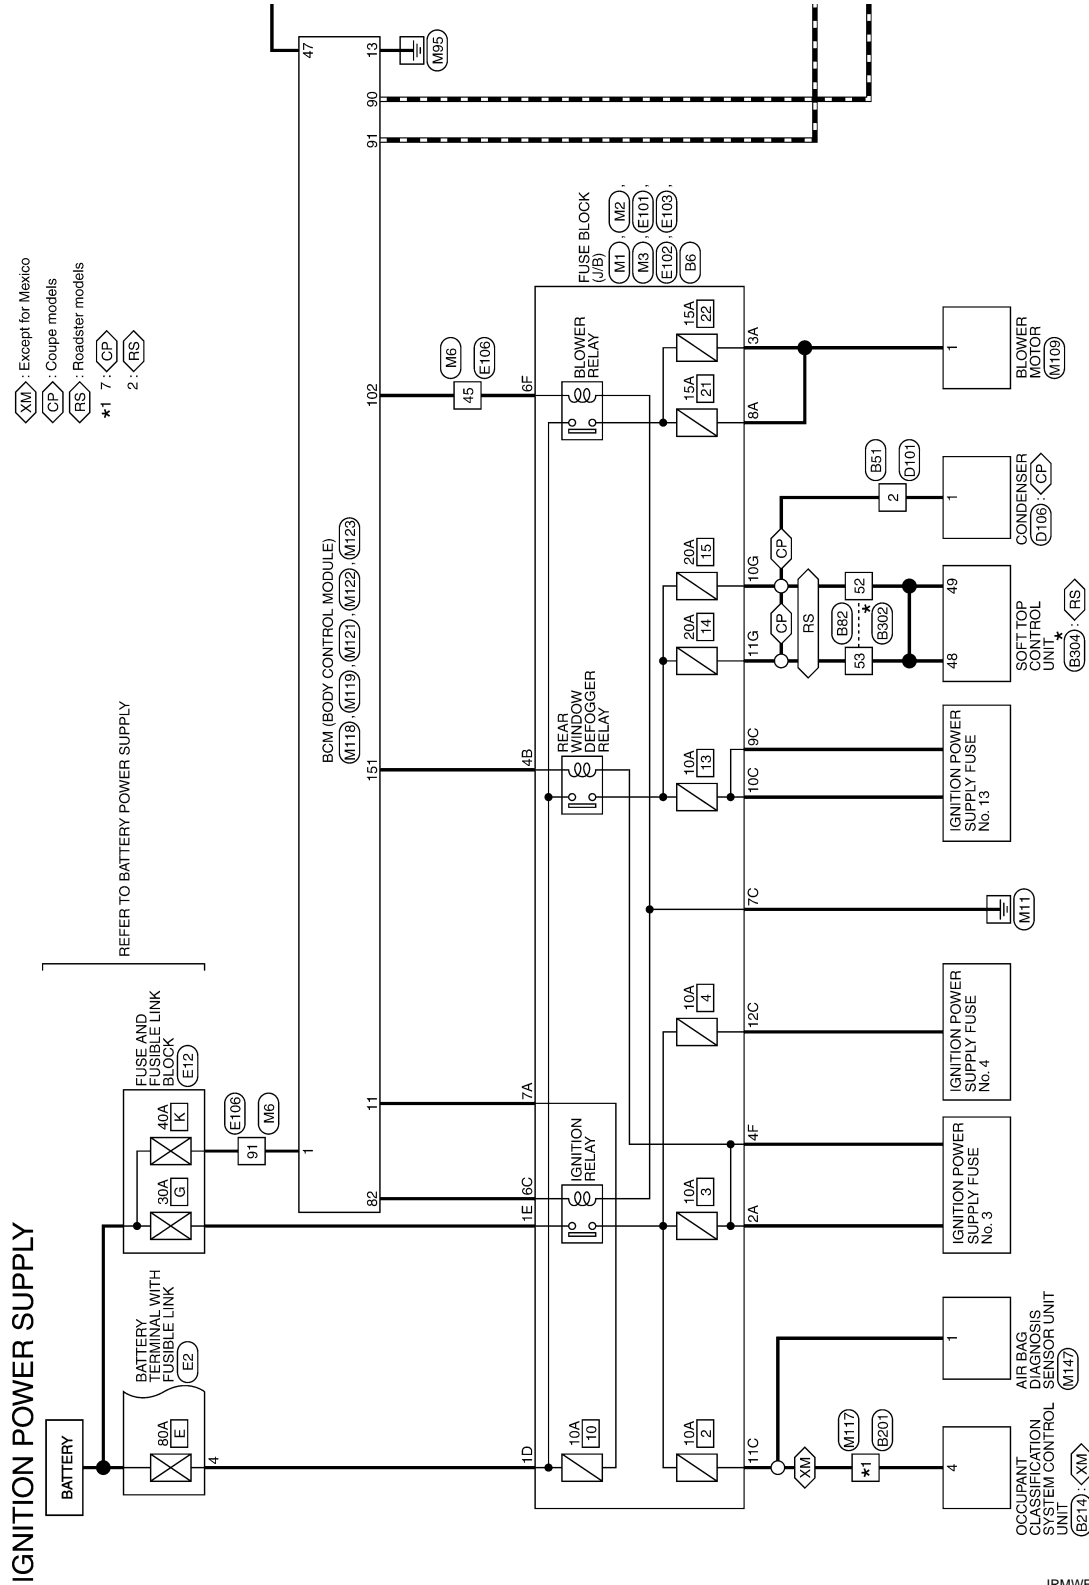 IGNITION POWER SUPPLY
XM : Except for Mexico
CP : Coupe models
RS : Roadster models
*1 7 : CP
2 : RS
REFER TO BATTERY POWER SUPPLY
BATTERY
BATTERY
TERMINAL WITH
FUSIBLE LINK
E2
80A
E
4
FUSE AND
FUSIBLE LINK
BLOCK
E12
30A
G
40A
K
E106
91
M6
1
47
BCM (BODY CONTROL MODULE)
M118 , M119 , M121 , M122 , M123
82
11
151
102
91
90
13
M95
M6
45
E106
1D
1E
6C
7A
4B
6F
FUSE BLOCK
(J/B)
M1 , M2 ,
M3 , E101 ,
E102 , E103 ,
B6
10A
10
IGNITION
RELAY
REAR
WINDOW
DEFOGGER
RELAY
BLOWER
RELAY
10A
2
10A
3
10A
4
10A
13
20A
14
20A
15
15A
21
15A
22
11C
2A
4F
12C
7C
10C
9C
11G
10G
8A
3A
XM
M117
*1
B201
CP
CP
RS
B82
53
52
*
B302
B51
2
D101
4
OCCUPANT
CLASSIFICATION
SYSTEM CONTROL
UNIT
B214 : XM
1
AIR BAG
DIAGNOSIS
SENSOR UNIT
M147
IGNITION POWER
SUPPLY FUSE
No. 3
IGNITION POWER
SUPPLY FUSE
No. 4
M11
IGNITION POWER
SUPPLY FUSE
No. 13
48
49
SOFT TOP
CONTROL
UNIT*
B304 : RS
1
CONDENSER
D106 : CP
1
BLOWER
MOTOR
M109